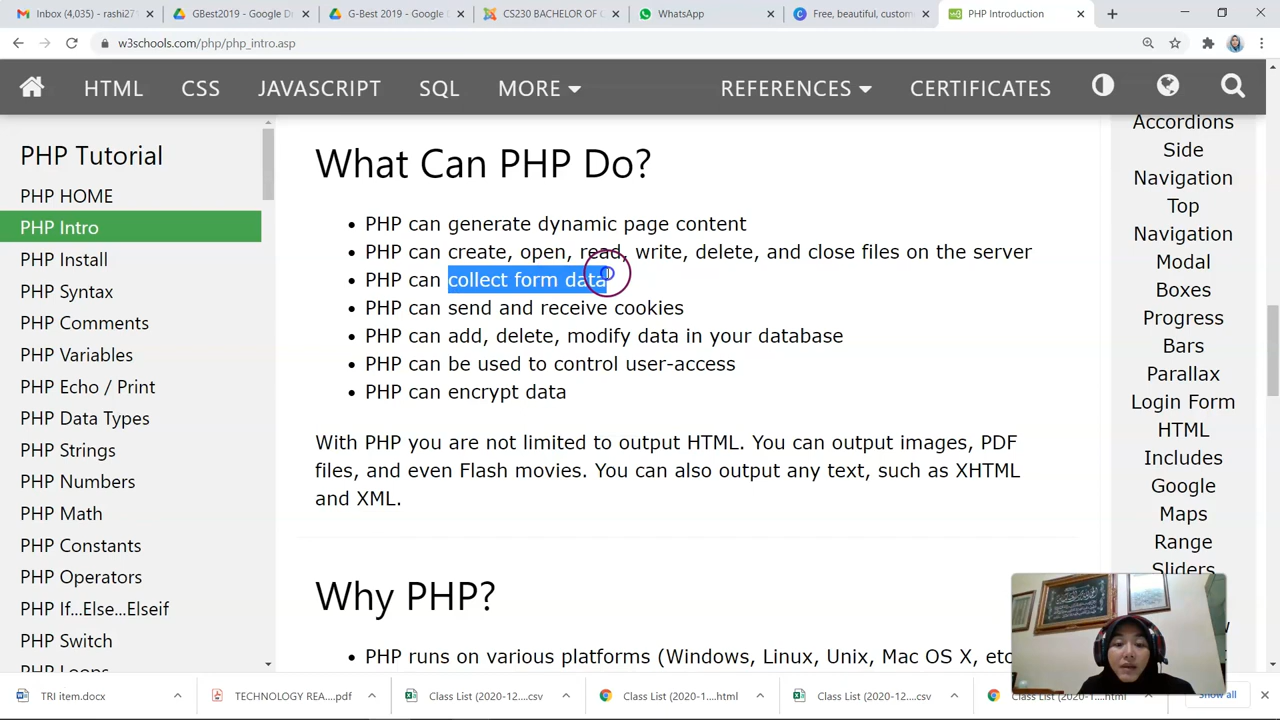 Inbox (4,035) - rashi27
GBest2019 - Google D
G-Best 2019 - Google
CS230 BACHELOR OF
WhatsApp
Free, beautiful, custom
PHP Introduction
w3schools.com/php/php_intro.asp
HTML CSS JAVASCRIPT SQL MORE REFERENCES CERTIFICATES
PHP Tutorial
PHP HOME
PHP Intro
PHP Install
PHP Syntax
PHP Comments
PHP Variables
PHP Echo / Print
PHP Data Types
PHP Strings
PHP Numbers
PHP Math
PHP Constants
PHP Operators
PHP If...Else...Elseif
PHP Switch
PHP Loops
What Can PHP Do?
• PHP can generate dynamic page content
• PHP can create, open, read, write, delete, and close files on the server
• PHP can collect form data
• PHP can send and receive cookies
• PHP can add, delete, modify data in your database
• PHP can be used to control user-access
• PHP can encrypt data
With PHP you are not limited to output HTML. You can output images, PDF
files, and even Flash movies. You can also output any text, such as XHTML
and XML.
Why PHP?
• PHP runs on various platforms (Windows, Linux, Unix, Mac OS X, etc
Accordions
Side
Navigation
Top
Navigation
Modal
Boxes
Progress
Bars
Parallax
Login Form
HTML
Includes
Google
Maps
Range
Sliders
TRI item.docx
TECHNOLOGY REA....pdf
Class List (2020-12....csv
Class List (2020-1....html
Class List (2020-12....csv
Class List (2020-1....html
Show all